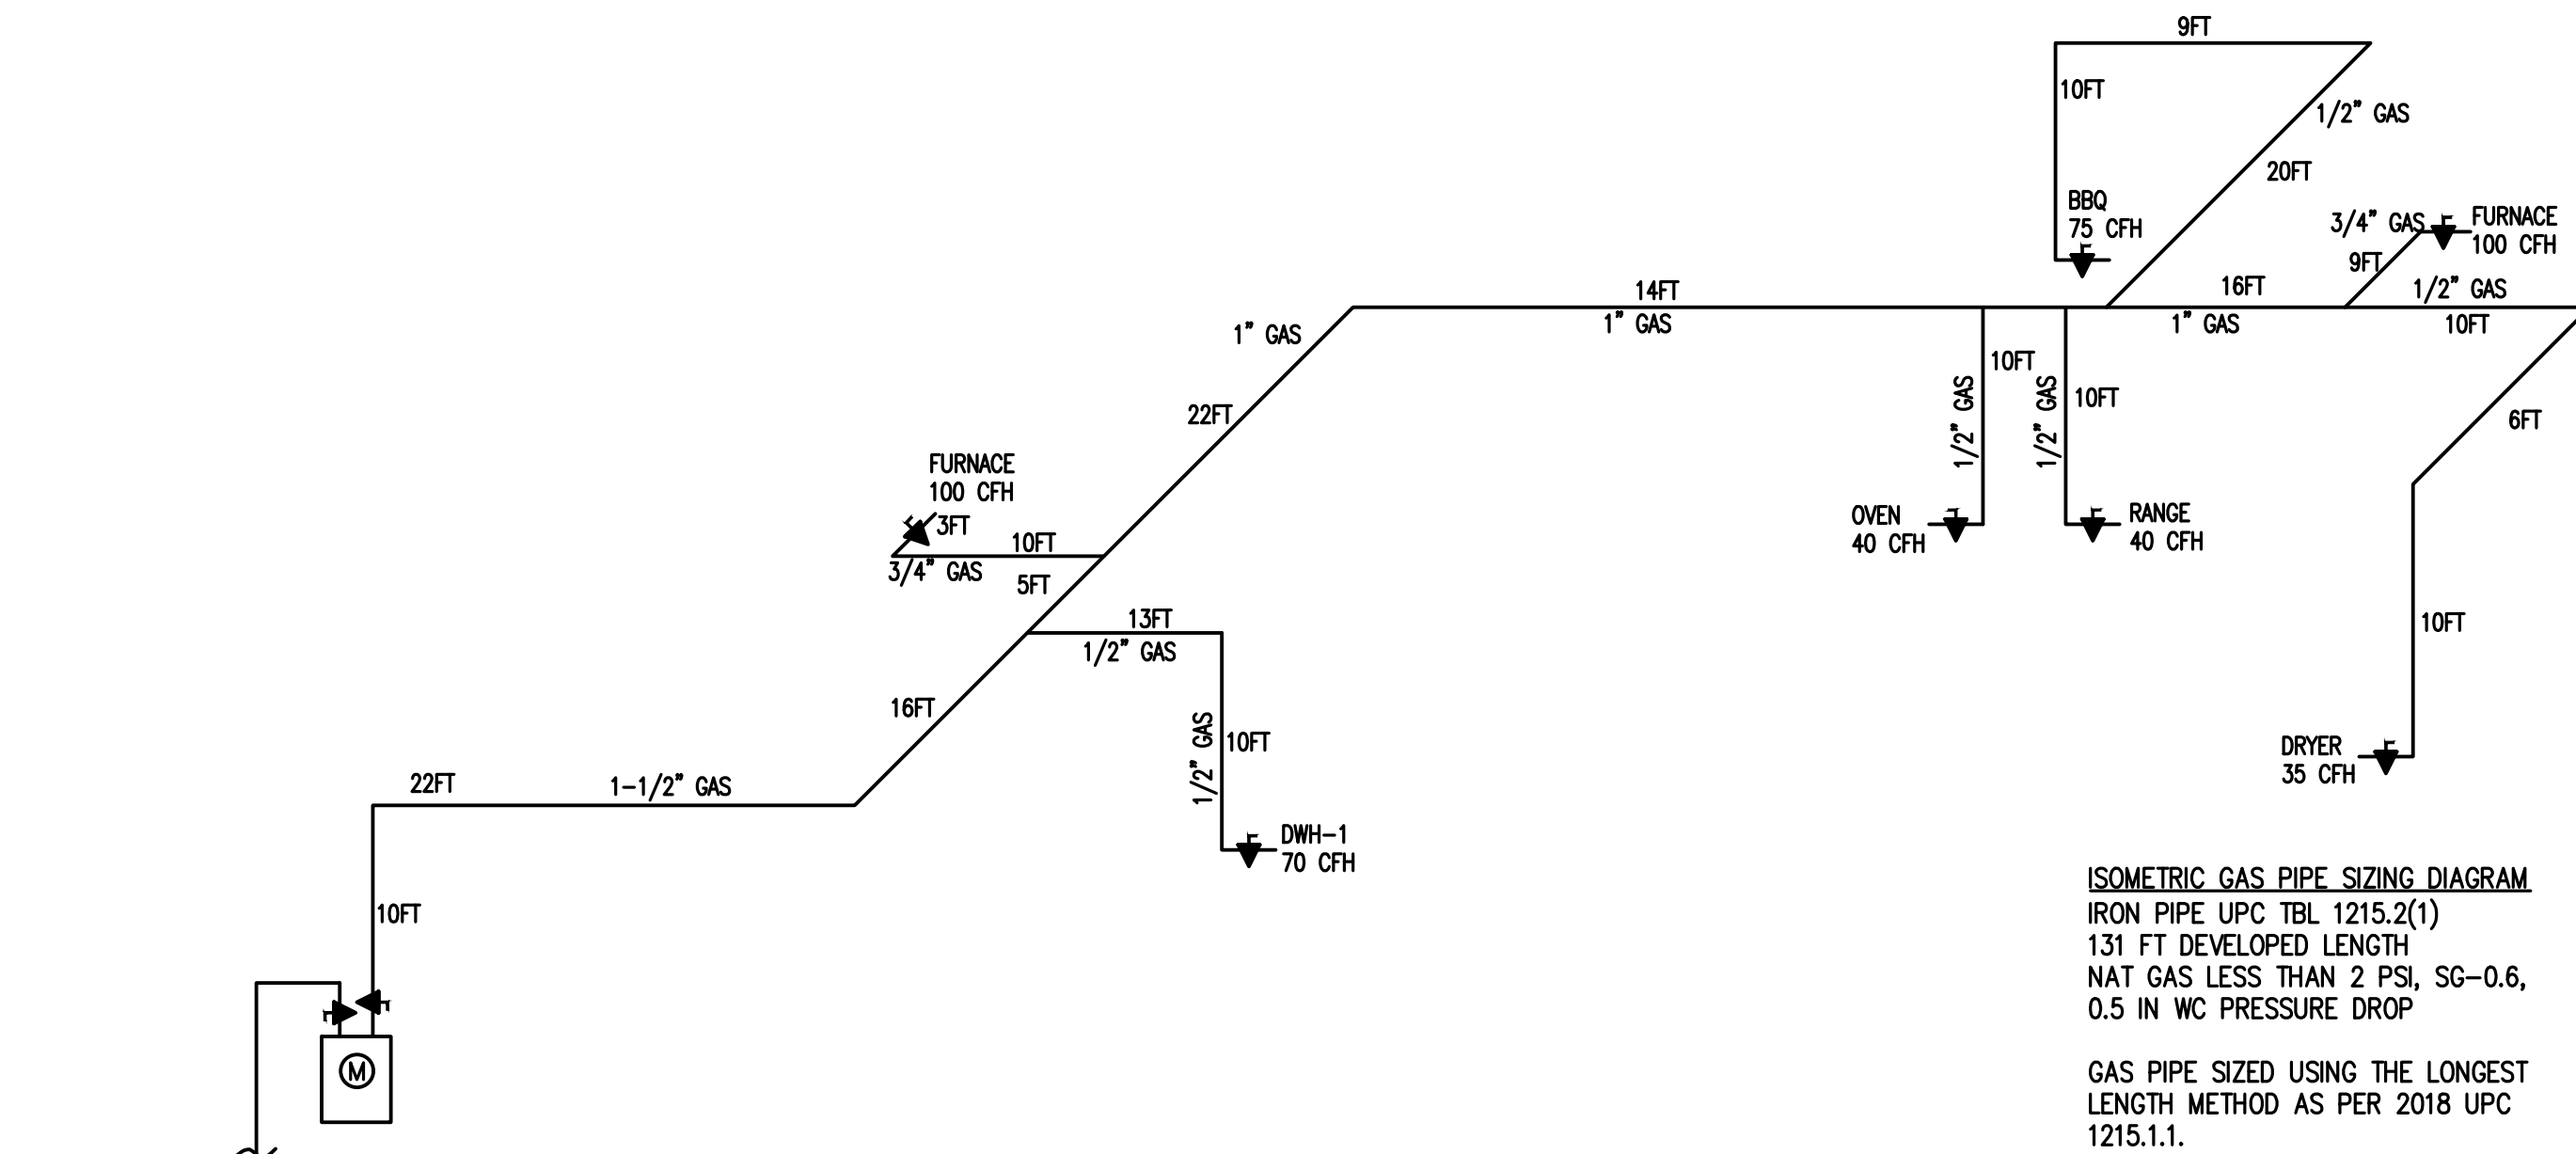 9FT
10FT
1/2" GAS
20FT
BBQ
75 CFH
3/4" GAS
FURNACE
100 CFH
9FT
14FT
16FT
1/2" GAS
1" GAS
1" GAS
1" GAS
10FT
10FT
1/2" GAS
1/2" GAS
10FT
22FT
6FT
FURNACE
100 CFH
3FT
10FT
3/4" GAS
5FT
OVEN
40 CFH
RANGE
40 CFH
13FT
1/2" GAS
10FT
16FT
1/2" GAS
10FT
DRYER
35 CFH
22FT
1-1/2" GAS
DWH-1
70 CFH
10FT
M
ISOMETRIC GAS PIPE SIZING DIAGRAM
IRON PIPE UPC TBL 1215.2(1)
131 FT DEVELOPED LENGTH
NAT GAS LESS THAN 2 PSI, SG-0.6,
0.5 IN WC PRESSURE DROP
GAS PIPE SIZED USING THE LONGEST
LENGTH METHOD AS PER 2018 UPC
1215.1.1.